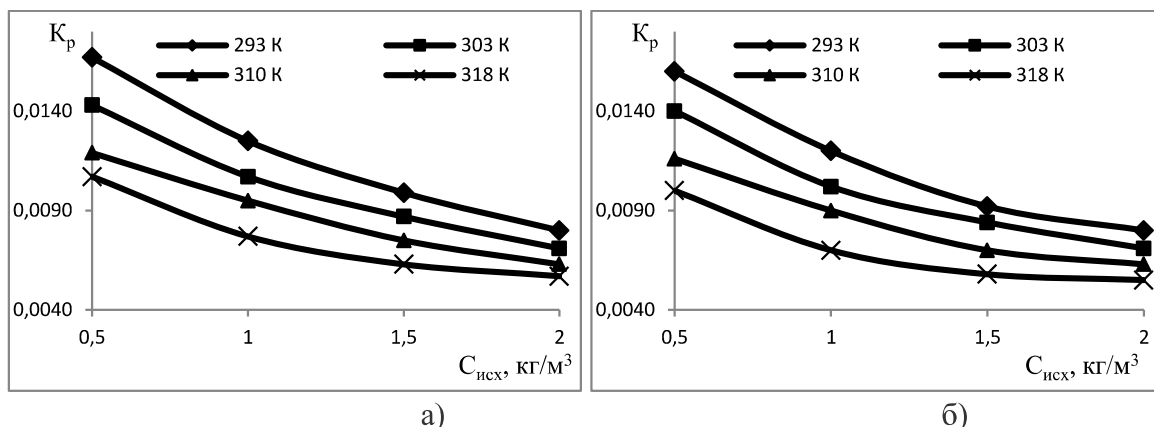 Кр
293 К 303 К
310 К 318 К
0,0140
0,0090
0,0040
0,5 1 1,5 2
Сисх, кг/м³
а)
Кр
293 К 303 К
310 К 318 К
0,0140
0,0090
0,0040
0,5 1 1,5 2
Сисх, кг/м³
б)